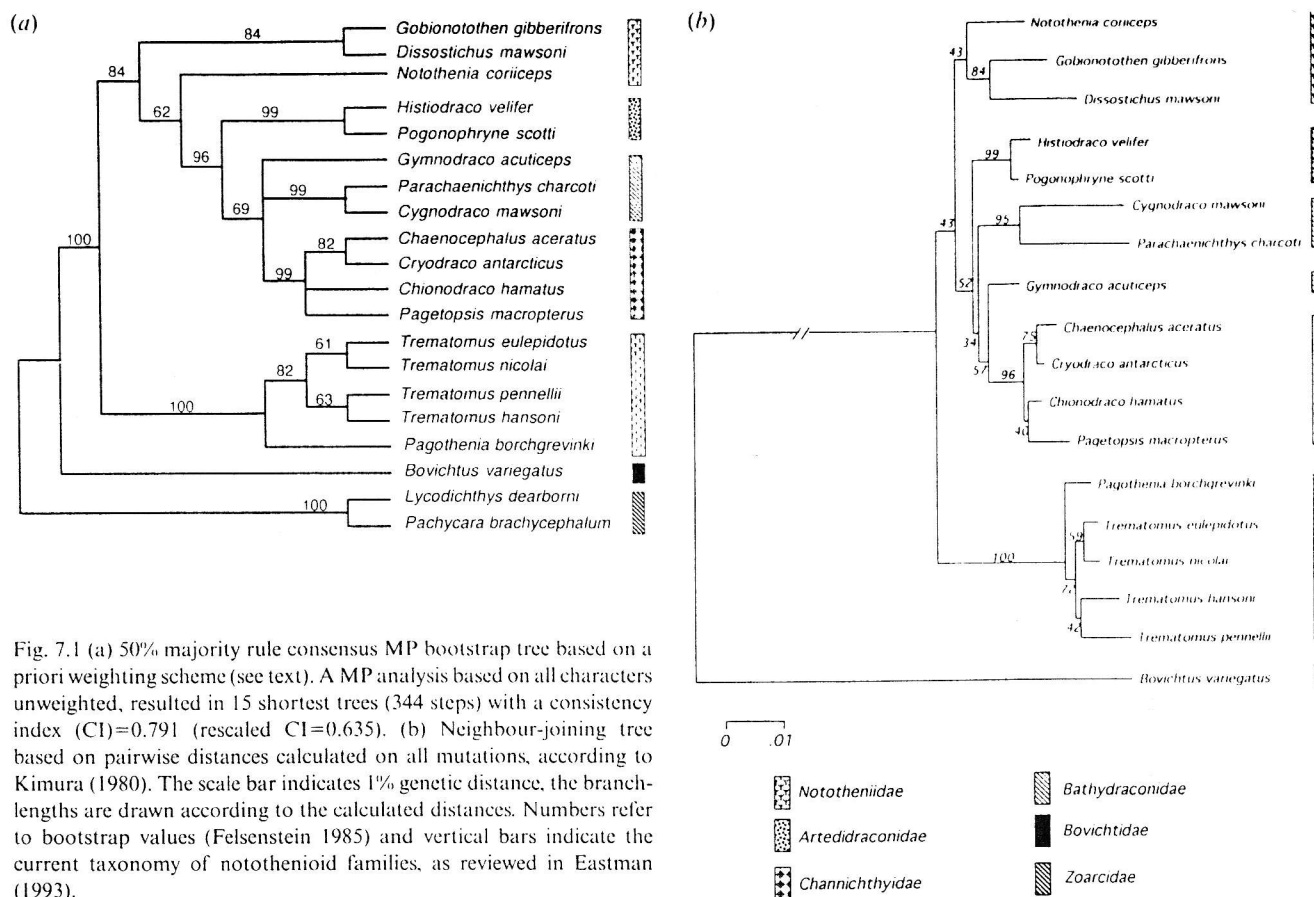 (a)
84
Gobionotothen gibberifrons
Dissostichus mawsoni
84
Notothenia coriiceps
62
Histiodraco velifer
99
Pogonophryne scotti
96
Gymnodraco acuticeps
99
Parachaenichthys charcoti
69
Cygnodraco mawsoni
82
Chaenocephalus aceratus
100
Cryodraco antarcticus
99
Chionodraco hamatus
Pagetopsis macropterus
61
Trematomus eulepidotus
82
Trematomus nicolai
63
Trematomus pennellii
100
Trematomus hansoni
Pagothenia borchgrevinki
Bovichtus variegatus
100
Lycodichthys dearborni
Pachycara brachycephalum
Fig. 7.1 (a) 50% majority rule consensus MP bootstrap tree based on a
priori weighting scheme (see text). A MP analysis based on all characters
unweighted, resulted in 15 shortest trees (344 steps) with a consistency
index (CI)=0.791 (rescaled CI=0.635). (b) Neighbour-joining tree
based on pairwise distances calculated on all mutations, according to
Kimura (1980). The scale bar indicates 1% genetic distance, the branch-
lengths are drawn according to the calculated distances. Numbers refer
to bootstrap values (Felsenstein 1985) and vertical bars indicate the
current taxonomy of notothenioid families, as reviewed in Eastman
(1993).
(b)
Notothenia coriiceps
43
Gobionotothen gibberifrons
84
Dissostichus mawsoni
Histiodraco velifer
99
Pogonophryne scotti
Cygnodraco mawsoni
95
43
Parachaenichthys charcoti
52
Gymnodraco acuticeps
Chaenocephalus aceratus
75
34
Cryodraco antarcticus
57
96
Chionodraco hamatus
40
Pagetopsis macropterus
Pagothenia borchgrevinki
Trematomus eulepidotus
59
100
Trematomus nicolai
Trematomus hansoni
42
Trematomus pennellii
Bovichtus variegatus
0 .01
Nototheniidae
Bathydraconidae
Artedidraconidae
Bovichtidae
Channichthyidae
Zoarcidae